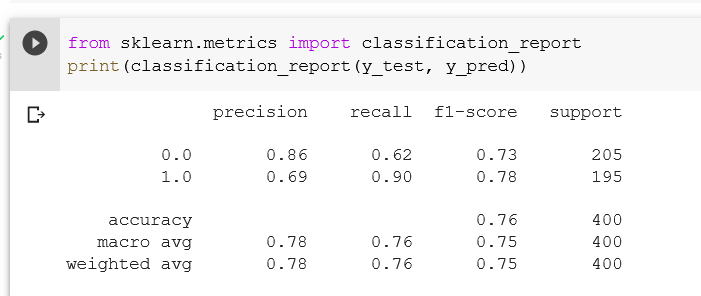 from sklearn.metrics import classification_report
print(classification_report(y_test, y_pred))
precision recall f1-score support
0.0 0.86 0.62 0.73 205
1.0 0.69 0.90 0.78 195
accuracy 0.76 400
macro avg 0.78 0.76 0.75 400
weighted avg 0.78 0.76 0.75 400